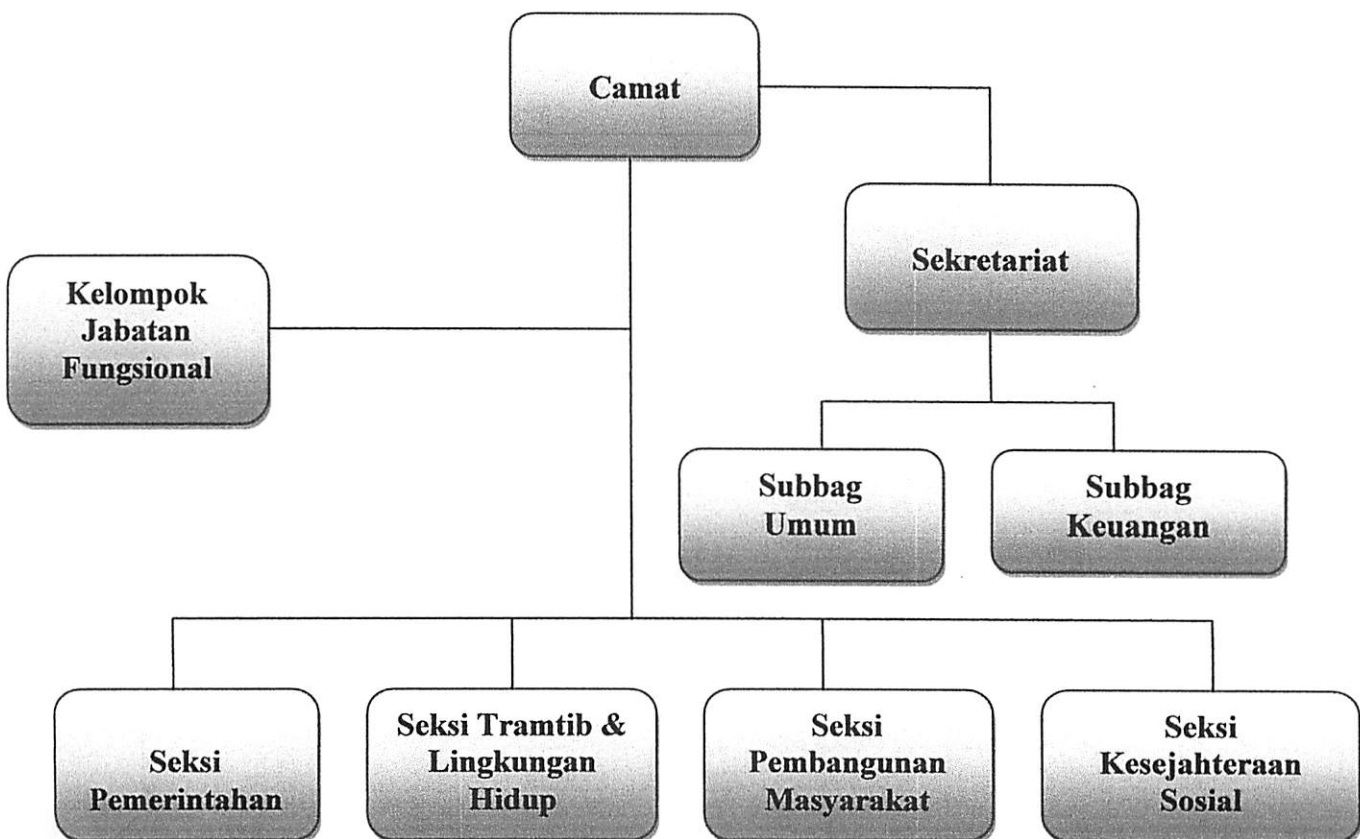 Camat
Sekretariat
Kelompok
Jabatan
Fungsional
Subbag
Umum
Subbag
Keuangan
Seksi
Pemerintahan
Seksi Tramtib &
Lingkungan
Hidup
Seksi
Pembangunan
Masyarakat
Seksi
Kesejahteraan
Sosial